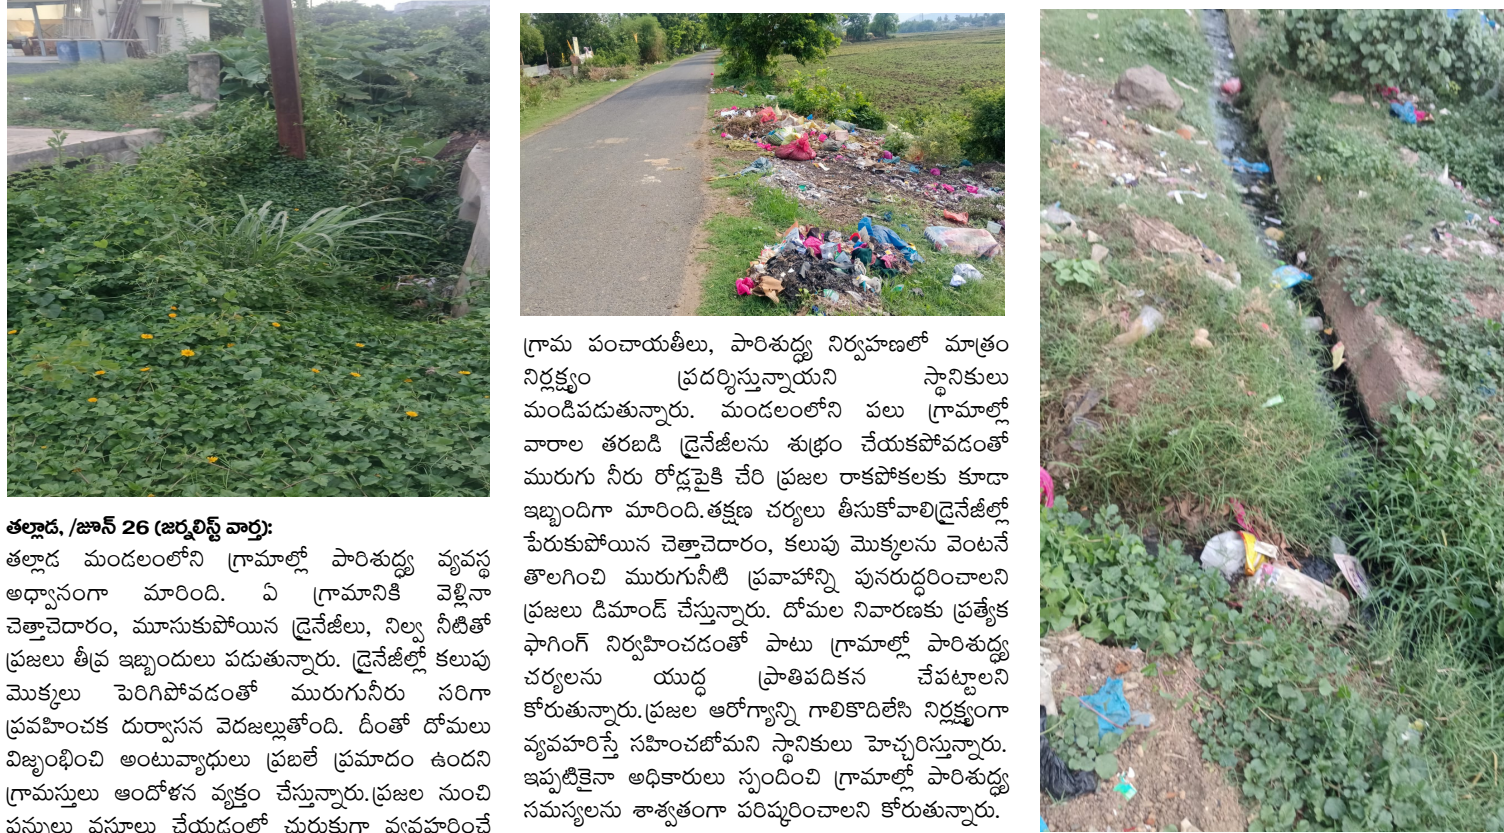 తల్లాడ, /జూన్ 26 (జర్నలిస్ట్ వార్త):
తల్లాడ మండలంలోని గ్రామాల్లో పారిశుద్ధ్య వ్యవస్థ
అధ్వానంగా మారింది. ఏ గ్రామానికి వెళ్లినా
చెత్తాచెదారం, మూసుకుపోయిన డ్రైనేజీలు, నిల్వ నీటితో
ప్రజలు తీవ్ర ఇబ్బందులు పడుతున్నారు. డ్రైనేజీల్లో కలుపు
మొక్కలు పెరిగిపోవడంతో మురుగునీరు సరిగా
ప్రవహించక దుర్వాసన వెదజల్లుతోంది. దీంతో దోమలు
విజృంభించి అంటువ్యాధులు ప్రబలే ప్రమాదం ఉందని
గ్రామస్తులు ఆందోళన వ్యక్తం చేస్తున్నారు.ప్రజల నుంచి
పన్నులు వసూలు చేయడంలో చురుకుగా వ్యవహరించే
గ్రామ పంచాయతీలు, పారిశుద్ధ్య నిర్వహణలో మాత్రం
నిర్లక్ష్యం ప్రదర్శిస్తున్నాయని స్థానికులు
మండిపడుతున్నారు. మండలంలోని పలు గ్రామాల్లో
వారాల తరబడి డ్రైనేజీలను శుభ్రం చేయకపోవడంతో
మురుగు నీరు రోడ్లపైకి చేరి ప్రజల రాకపోకలకు కూడా
ఇబ్బందిగా మారింది.తక్షణ చర్యలు తీసుకోవాలిడ్రైనేజీల్లో
పేరుకుపోయిన చెత్తాచెదారం, కలుపు మొక్కలను వెంటనే
తొలగించి మురుగునీటి ప్రవాహాన్ని పునరుద్ధరించాలని
ప్రజలు డిమాండ్ చేస్తున్నారు. దోమల నివారణకు ప్రత్యేక
ఫాగింగ్ నిర్వహించడంతో పాటు గ్రామాల్లో పారిశుద్ధ్య
చర్యలను యుద్ధ ప్రాతిపదికన చేపట్టాలని
కోరుతున్నారు.ప్రజల ఆరోగ్యాన్ని గాలికొదిలేసి నిర్లక్ష్యంగా
వ్యవహరిస్తే సహించబోమని స్థానికులు హెచ్చరిస్తున్నారు.
ఇప్పటికైనా అధికారులు స్పందించి గ్రామాల్లో పారిశుద్ధ్య
సమస్యలను శాశ్వతంగా పరిష్కరించాలని కోరుతున్నారు.